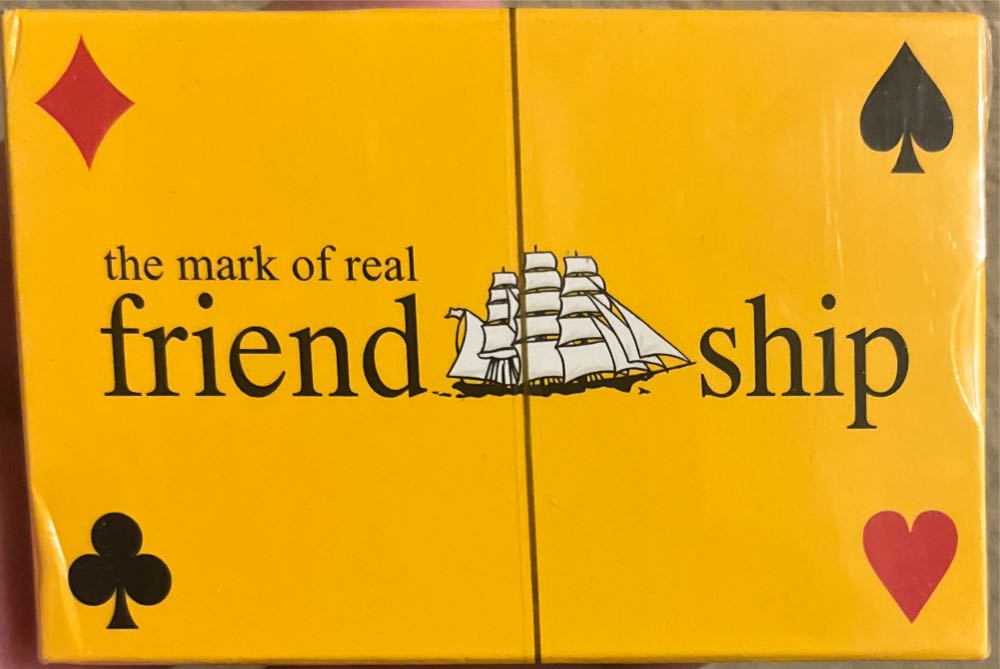 the mark of real
friend ship